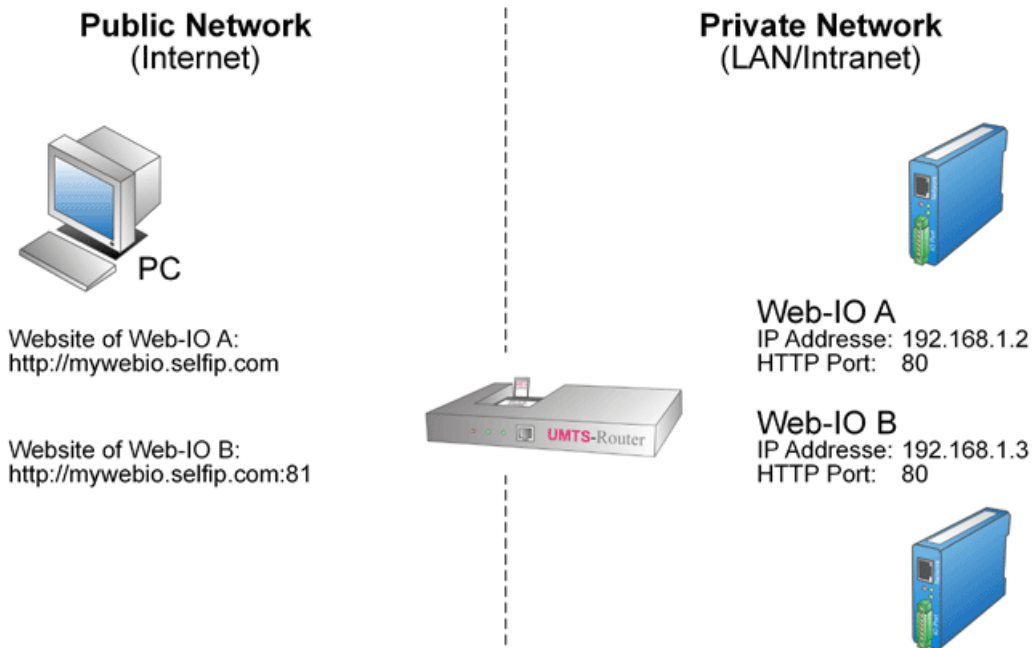 Public Network
(Internet)
Private Network
(LAN/Intranet)
PC
Website of Web-IO A:
http://mywebio.selfip.com
Website of Web-IO B:
http://mywebio.selfip.com:81
UMTS-Router
Web-IO A
IP Addresse: 192.168.1.2
HTTP Port: 80
Web-IO B
IP Addresse: 192.168.1.3
HTTP Port: 80